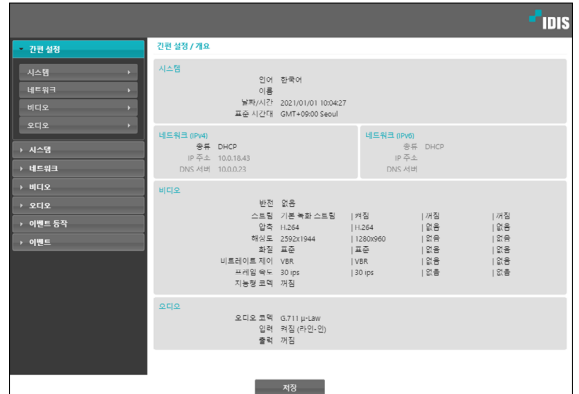 IDIS
간편 설정
시스템
네트워크
비디오
오디오
시스템
네트워크
비디오
오디오
이벤트 동작
이벤트
간편 설정 / 개요
시스템
언어 한국어
이름
날짜/시간 2021/01/01 10:04:27
표준 시간대 GMT+09:00 Seoul
네트워크 (IPv4)
종류 DHCP
IP 주소 10.0.18.43
DNS 서버 10.0.0.23
네트워크 (IPv6)
종류 DHCP
IP 주소
DNS 서버
비디오
반전 없음
스트림 기본 녹화 스트림 | 켜짐 | 꺼짐 | 꺼짐
압축 H.264 | H.264 | 없음 | 없음
해상도 2592x1944 | 1280x960 | 없음 | 없음
화질 표준 | 표준 | 없음 | 없음
비트레이트 제어 VBR | VBR | 없음 | 없음
프레임 속도 30 ips | 30 ips | 없음 | 없음
지능형 코덱 꺼짐
오디오
오디오 코덱 G.711 μ-Law
입력 켜짐 (라인-인)
출력 꺼짐
저장